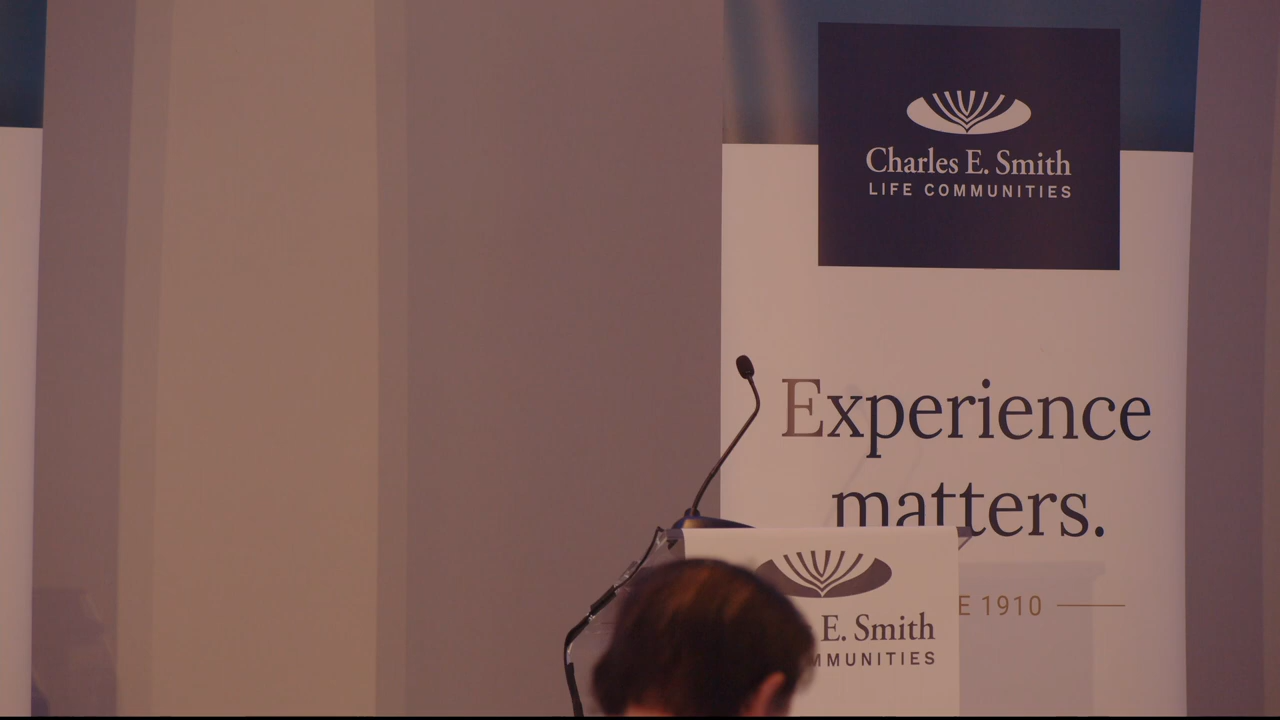 Charles E. Smith
LIFE COMMUNITIES
Experience
matters.
E 1910
E. Smith
MMUNITIES